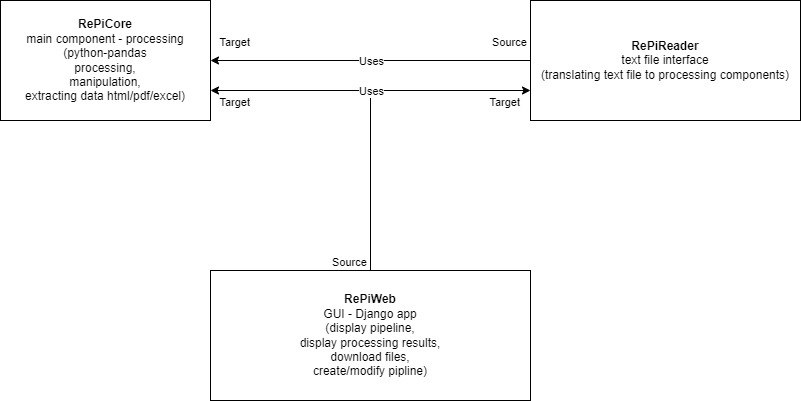 RePiCore
main component - processing
(python-pandas
processing,
manipulation,
extracting data html/pdf/excel)
Target
Source
Uses
RePiReader
text file interface
(translating text file to processing components)
Uses
Target
Target
Source
RePiWeb
GUI - Django app
(display pipeline,
display processing results,
download files,
create/modify pipline)